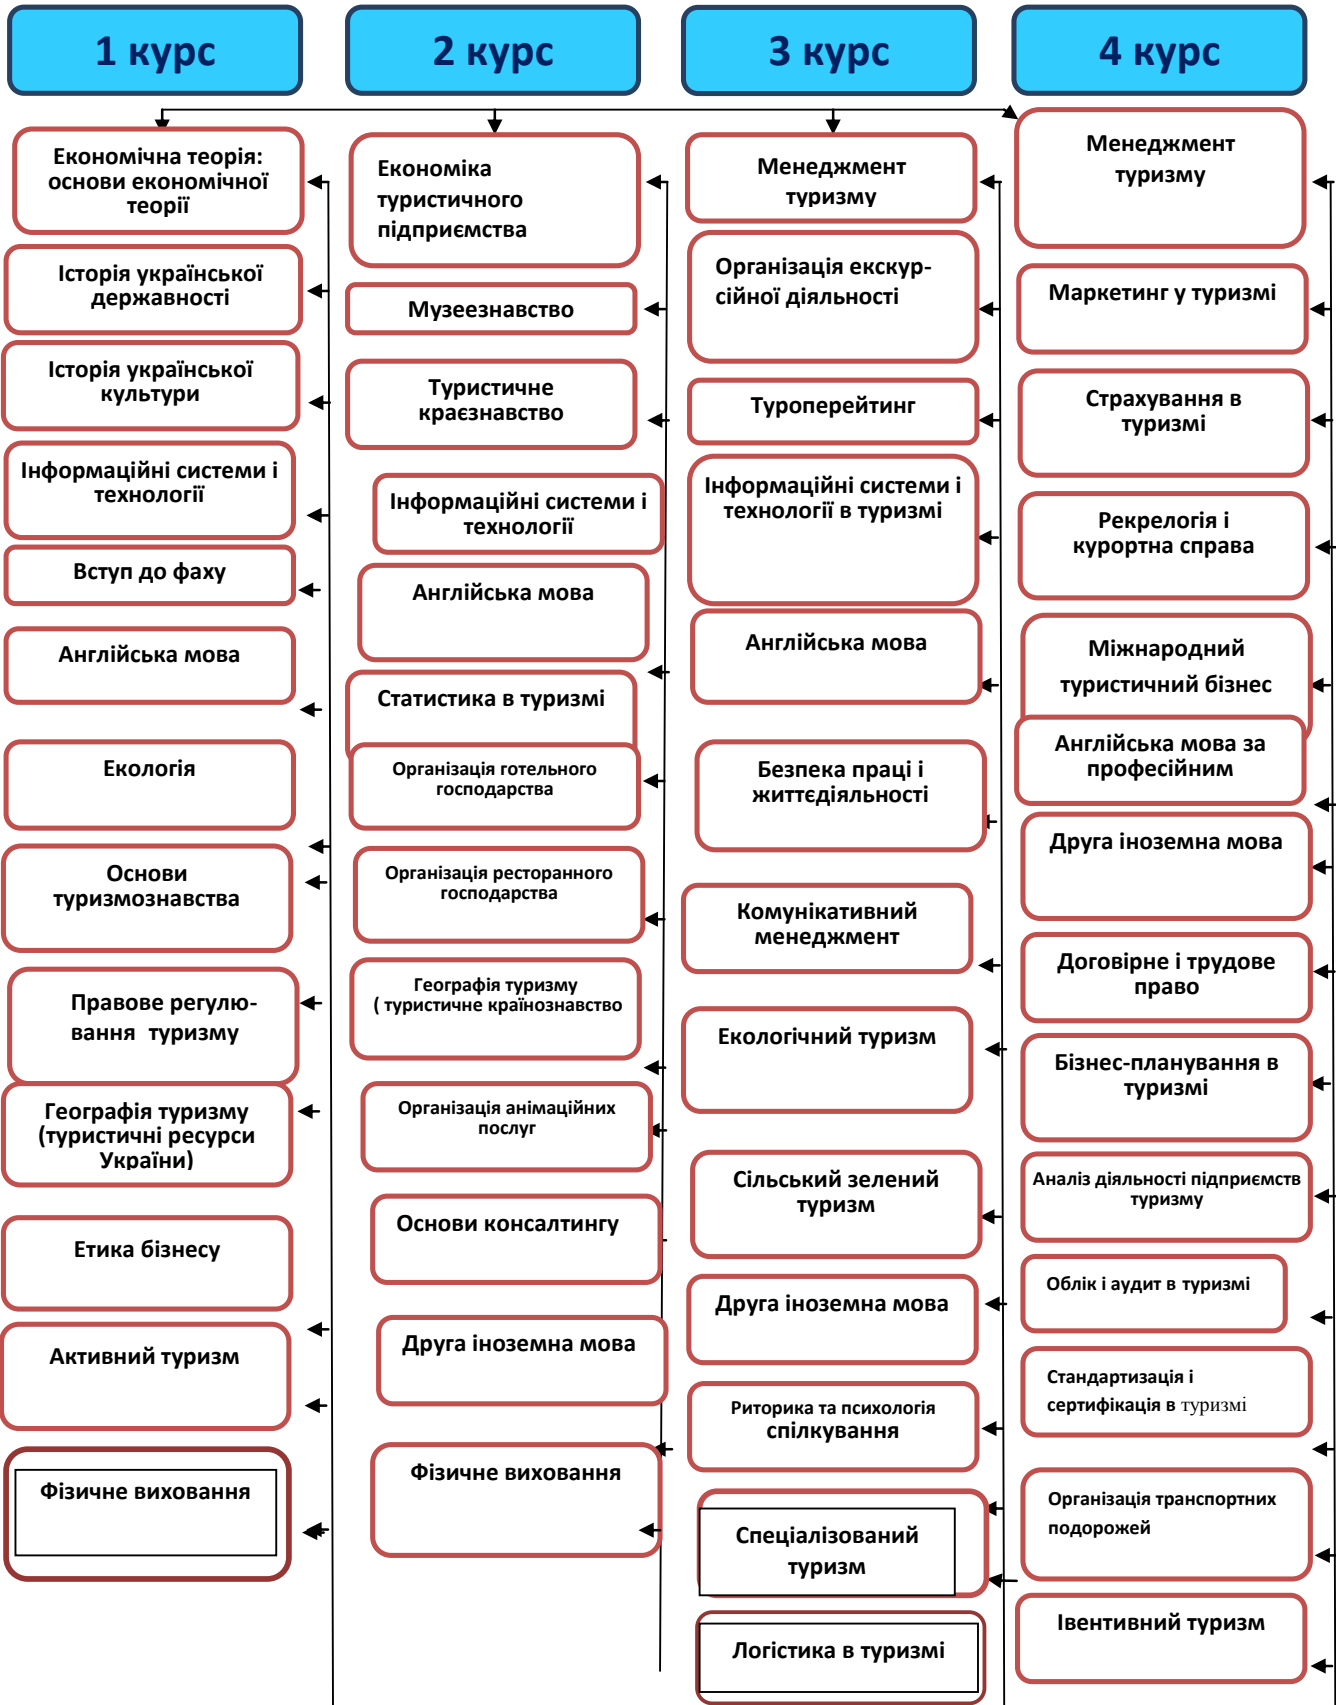 1 курс
2 курс
3 курс
4 курс
Економічна теорія:
основи економічної
теорії
Історія української
державності
Історія української
культури
Інформаційні системи і
технології
Вступ до фаху
Англійська мова
Екологія
Основи
туризмознавства
Правове регулю-
вання туризму
Географія туризму
(туристичні ресурси
України)
Етика бізнесу
Активний туризм
Фізичне виховання
Економіка
туристичного
підприємства
Музеезнавство
Туристичне
краєзнавство
Інформаційні системи і
технології
Англійська мова
Статистика в туризмі
Організація готельного
господарства
Організація ресторанного
господарства
Географія туризму
( туристичне країнознавство
Організація анімаційних
послуг
Основи консалтингу
Друга іноземна мова
Фізичне виховання
Менеджмент
туризму
Організація екскур-
сійної діяльності
Туроперейтинг
Інформаційні системи і
технології в туризмі
Англійська мова
Безпека праці і
життєдіяльності
Комунікативний
менеджмент
Екологічний туризм
Сільський зелений
туризм
Друга іноземна мова
Риторика та психологія
спілкування
Спеціалізований
туризм
Логістика в туризмі
Менеджмент
туризму
Маркетинг у туризмі
Страхування в
туризмі
Рекрелогія і
курортна справа
Міжнародний
туристичний бізнес
Англійська мова за
професійним
Друга іноземна мова
Договірне і трудове
право
Бізнес-планування в
туризмі
Аналіз діяльності підприємств
туризму
Облік і аудит в туризмі
Стандартизація і
сертифікація в туризмі
Організація транспортних
подорожей
Івентивний туризм